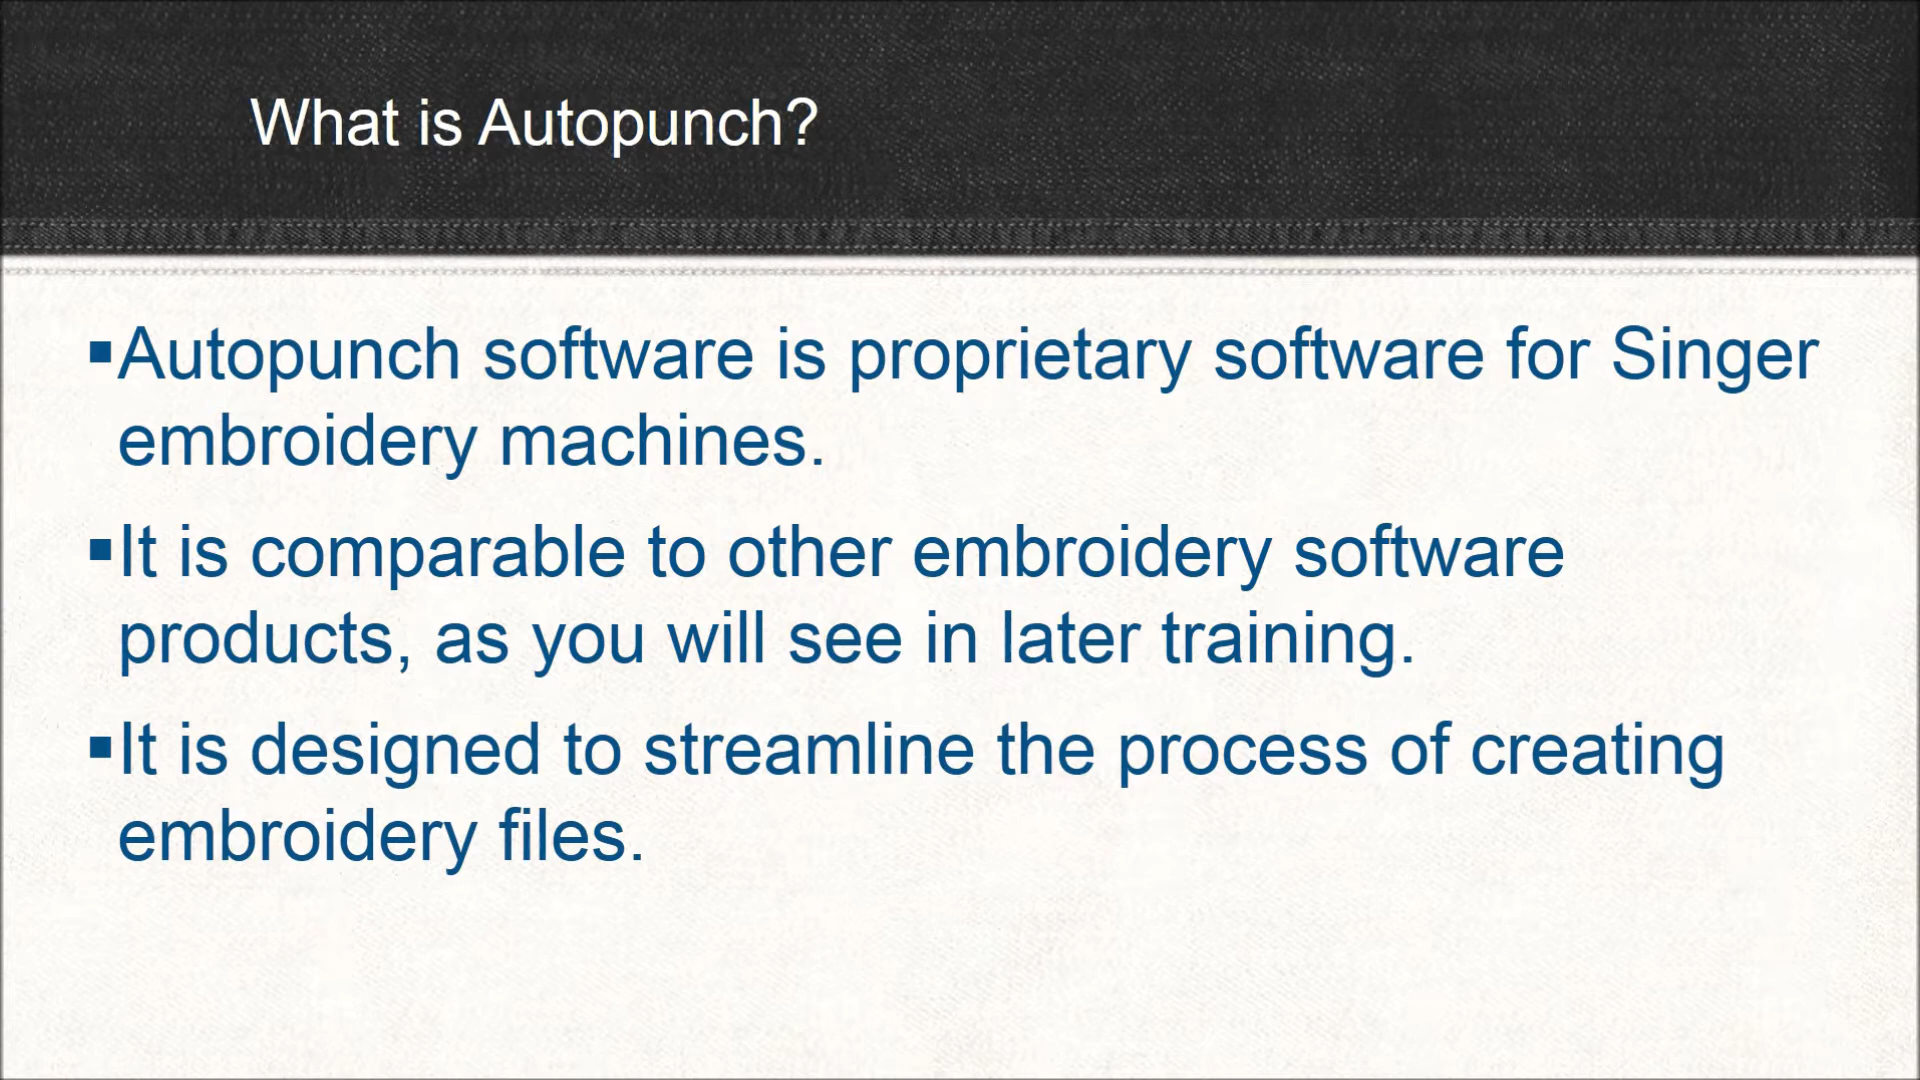 What is Autopunch?
▪Autopunch software is proprietary software for Singer
embroidery machines.
▪It is comparable to other embroidery software
products, as you will see in later training.
▪It is designed to streamline the process of creating
embroidery files.